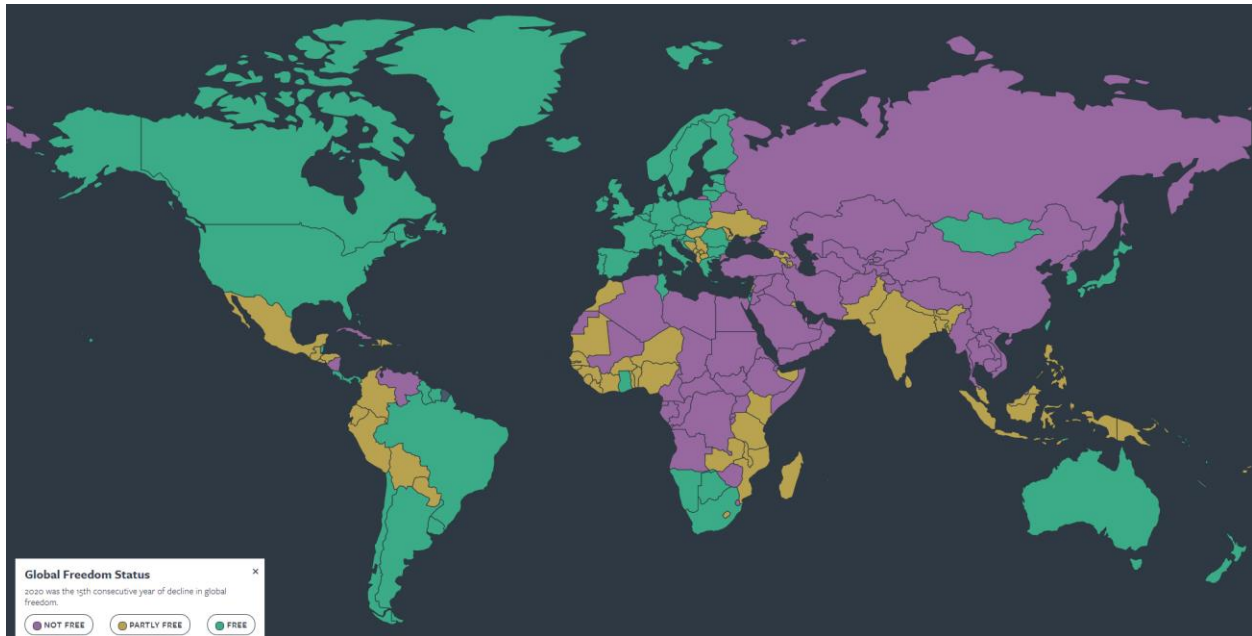 Global Freedom Status ×
2020 was the 15th consecutive year of decline in global
freedom.
NOT FREE PARTLY FREE FREE